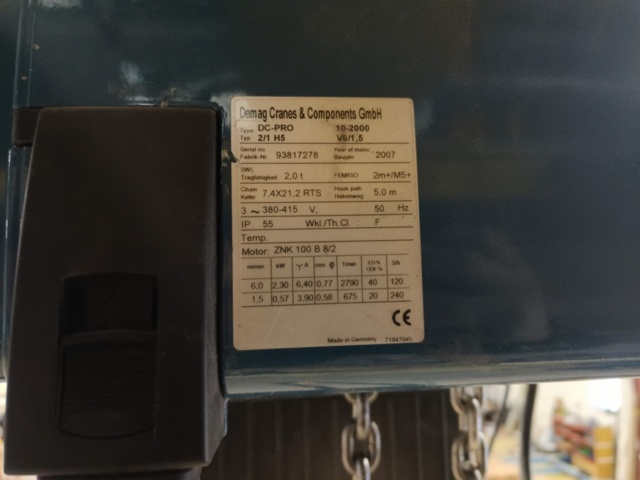 Demag Cranes & Components GmbH
Type DC-PRO 10-2000
Typ 2/1 H5 V6/1,5
Serial no Year of manu
Fabrik-Nr. 93817278 Baujahr 2007
SWL
Tragfähigkeit 2,0 t FEM/ISO 2m+/M5+
Chain Hook path
Kette 7,4X21,2 RTS Hakenweg 5,0 m
3 ~ 380-415 V, 50 Hz
IP 55 Wkl./Th.Cl. : F
Temp.
Motor: ZNK 100 B 8/2
m/min kW A cos φ 1/min S/h
6,0 2,30 6,40 0,77 2790 40 120
1,5 0,57 3,90 0,58 675 20 240
CE
Made in Germany 71847045